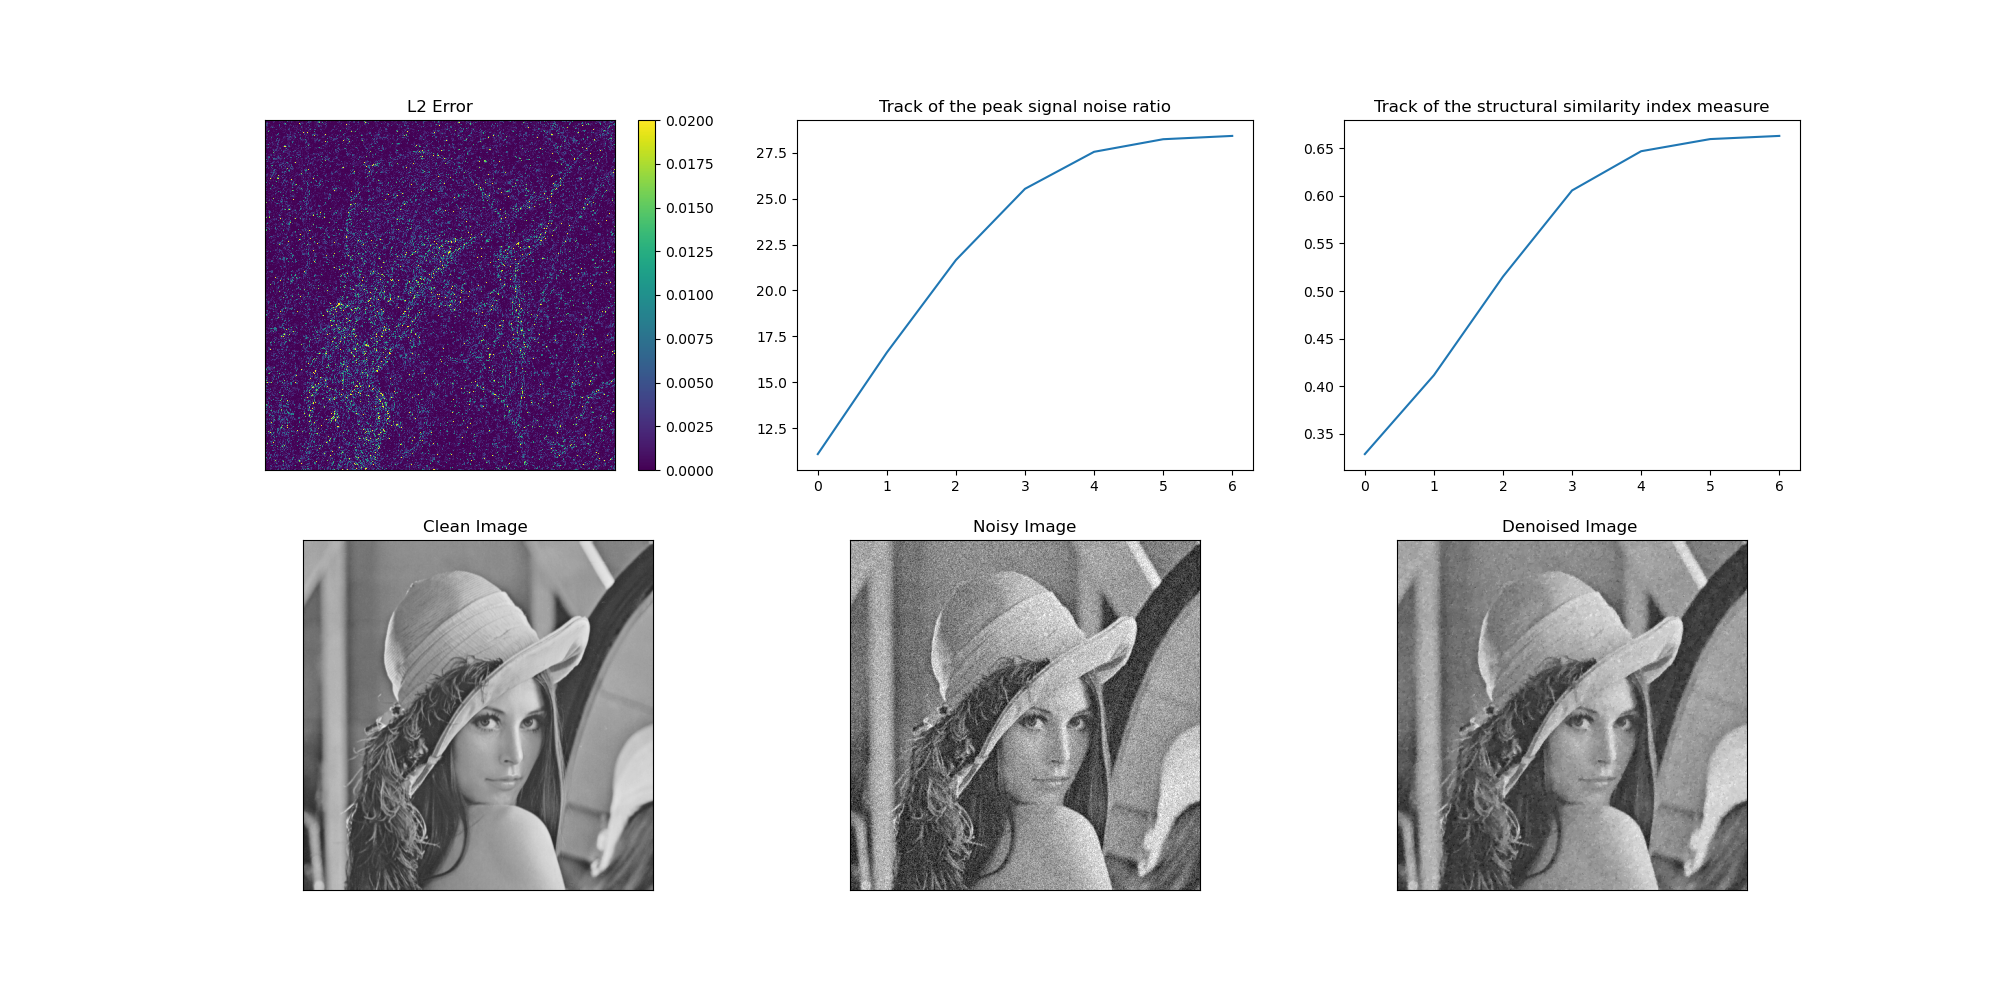 L2 Error
0.0200
0.0175
0.0150
0.0125
0.0100
0.0075
0.0050
0.0025
0.0000
Track of the peak signal noise ratio
27.5
25.0
22.5
20.0
17.5
15.0
12.5
0 1 2 3 4 5 6
Track of the structural similarity index measure
0.65
0.60
0.55
0.50
0.45
0.40
0.35
0 1 2 3 4 5 6
Clean Image
Noisy Image
Denoised Image